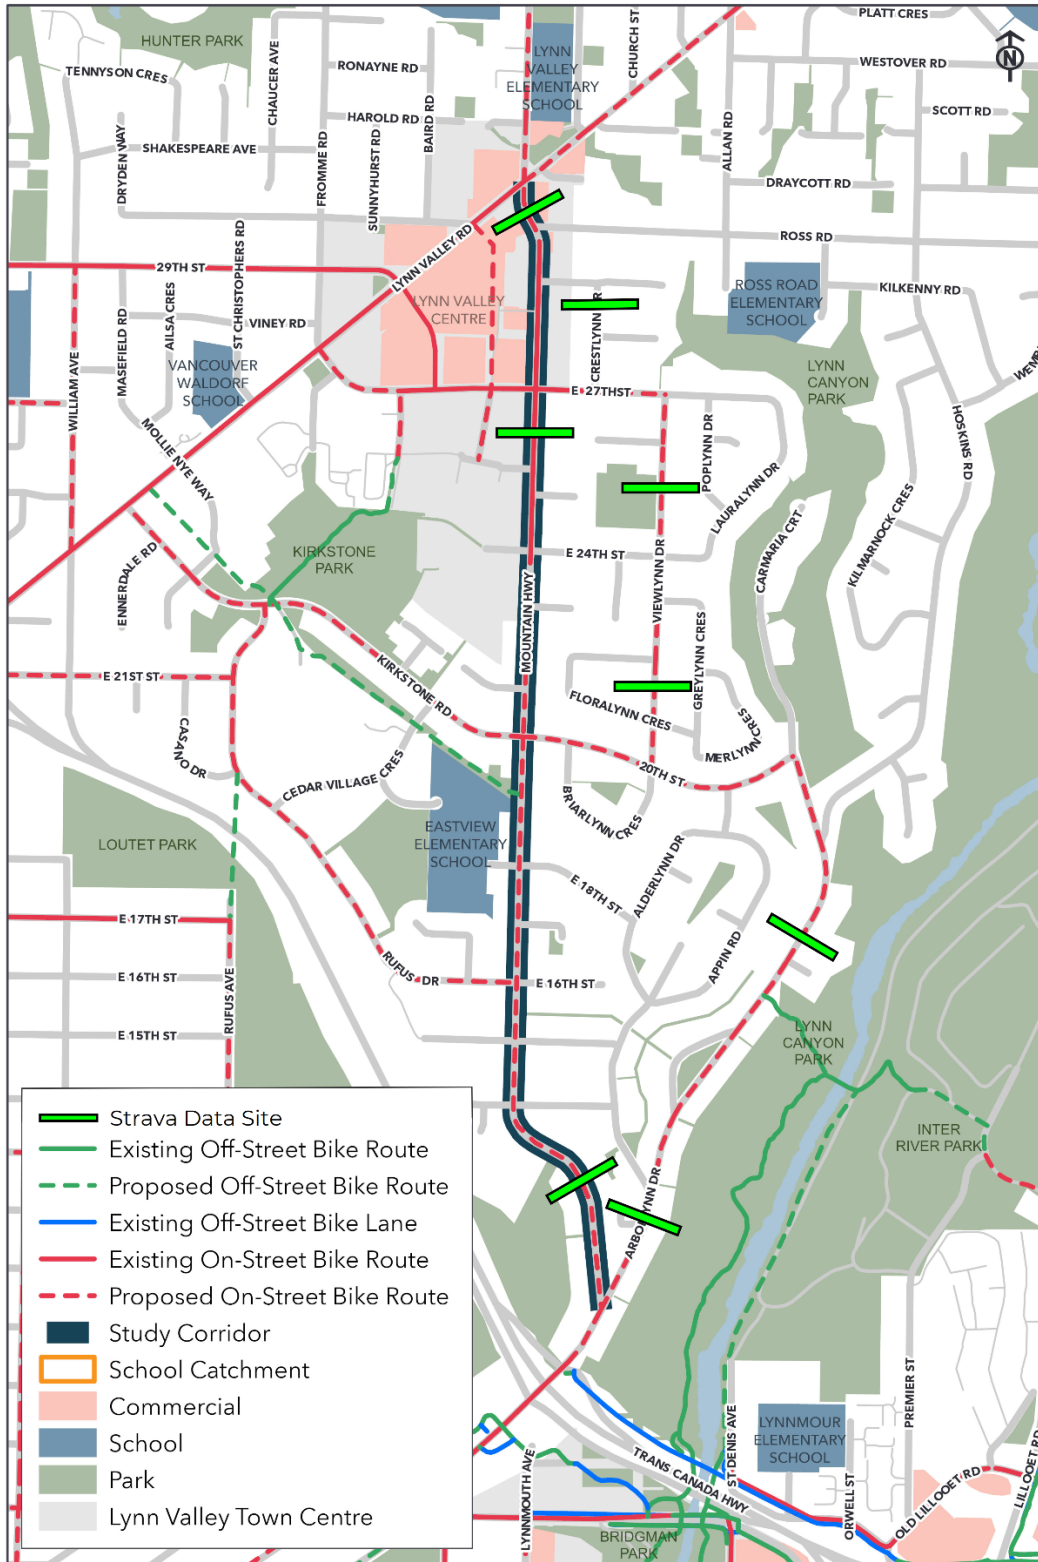 PLATT CRES
HUNTER PARK
CHURCH ST
N
TENNYSON CRES
CHAUCER AVE
RONAYNE RD
LYNN
VALLEY
ELEMENTARY
SCHOOL
WESTOVER RD
SCOTT RD
HAROLD RD
BAIRD RD
ALLAN RD
SHAKESPEARE AVE
DRYDEN WAY
FROMME RD
SUNNYHURST RD
DRAYCOTT RD
ROSS RD
ST CHRISTOPHERS RD
LYNN VALLEY RD
29TH ST
LYNN VALLEY
CENTRE
ROSS ROAD
ELEMENTARY
SCHOOL
KILKENNY RD
MASEFIELD RD
AILSA CRES
VINEY RD
CRESTLYNN R
WILLIAM AVE
VANCOUVER
WALDORF
SCHOOL
LYNN
CANYON
PARK
WEM
E 27TH ST
MOLLIE NYE WAY
POPLYNN DR
LAURALYNN DR
HOSKINS RD
KILMARNOCK CRES
CARMARIA CRT
E 24TH ST
KIRKSTONE
PARK
ENNERDALE RD
VIEWLYNN DR
MOUNTAIN HWY
GREYLYNN CRES
E 21ST ST
KIRKSTONE RD
FLORALYNN CRES
CASANO DR
MERLYNN CRES
20TH ST
CEDAR VILLAGE CRES
BRIARLYNN CRES
LOUTET PARK
EASTVIEW
ELEMENTARY
SCHOOL
ALDERLYNN DR
E 18TH ST
E 17TH ST
APPIN RD
E 16TH ST
RUFUS DR
E 16TH ST
RUFUS AVE
E 15TH ST
LYNN
CANYON
PARK
INTER
RIVER PARK
ARBORLYNN DR
Strava Data Site
Existing Off-Street Bike Route
Proposed Off-Street Bike Route
Existing Off-Street Bike Lane
Existing On-Street Bike Route
Proposed On-Street Bike Route
Study Corridor
School Catchment
Commercial
School
Park
Lynn Valley Town Centre
PREMIER ST
ST DENIS AVE
LYNNMOUR
ELEMENTARY
SCHOOL
TRANS CANADA HWY
LYNNMOUTH AVE
ORWELL ST
OLD LILLOOET RD
LILLOOET RD
BRIDGMAN
PARK